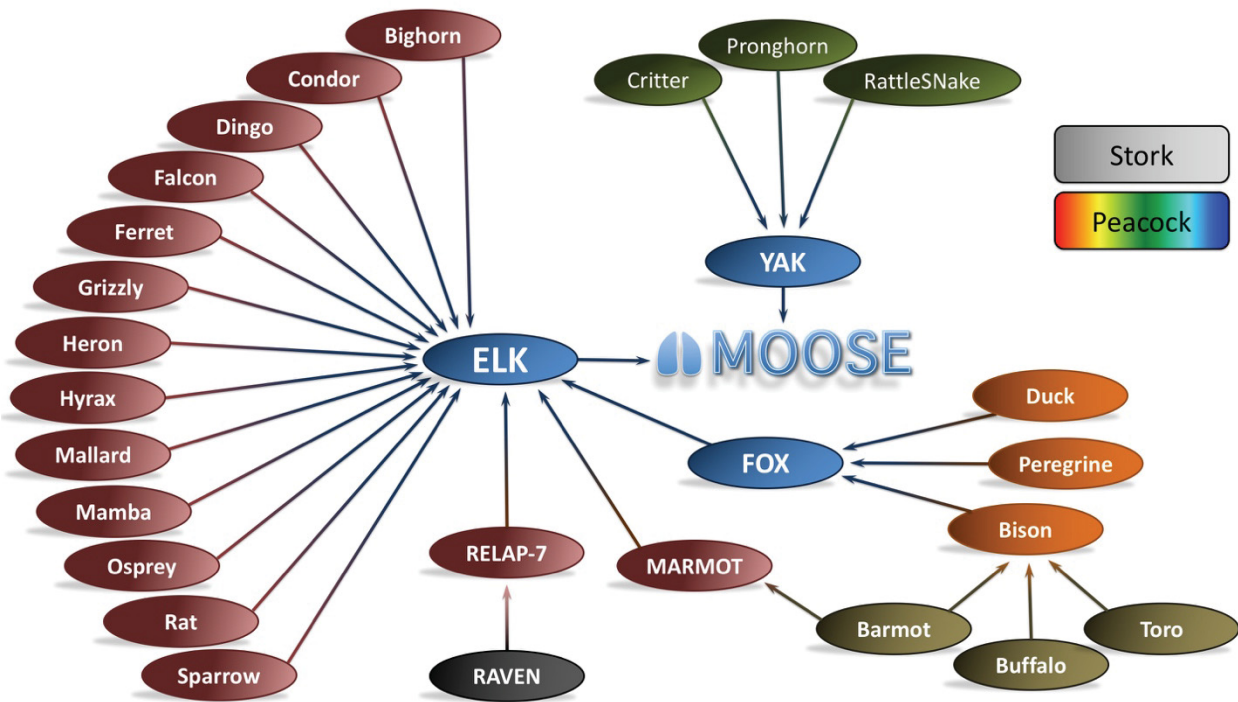 Bighorn
Condor
Dingo
Falcon
Ferret
Grizzly
Heron
Hyrax
Mallard
Mamba
Osprey
Rat
Sparrow
Pronghorn
Critter
RattleSNake
Stork
Peacock
YAK
ELK
MOOSE
Duck
FOX
Peregrine
Bison
RELAP-7
MARMOT
Barmot
Toro
Buffalo
RAVEN